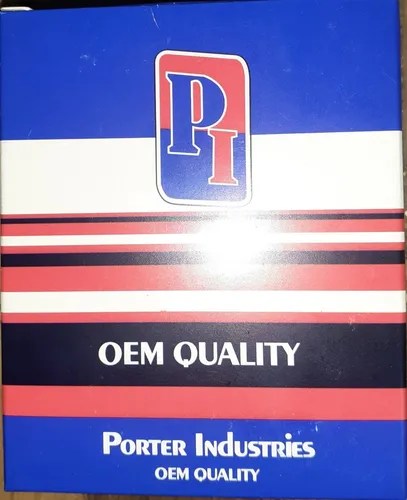 PI
OEM QUALITY
PORTER INDUSTRIES
OEM QUALITY